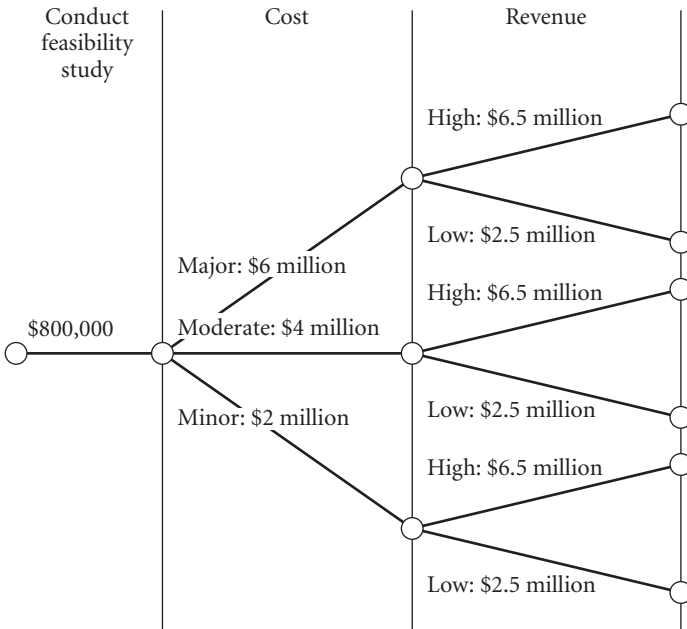 Conduct
feasibility
study
Cost
Revenue
High: $6.5 million
Low: $2.5 million
Major: $6 million
High: $6.5 million
$800,000
Moderate: $4 million
Low: $2.5 million
Minor: $2 million
High: $6.5 million
Low: $2.5 million